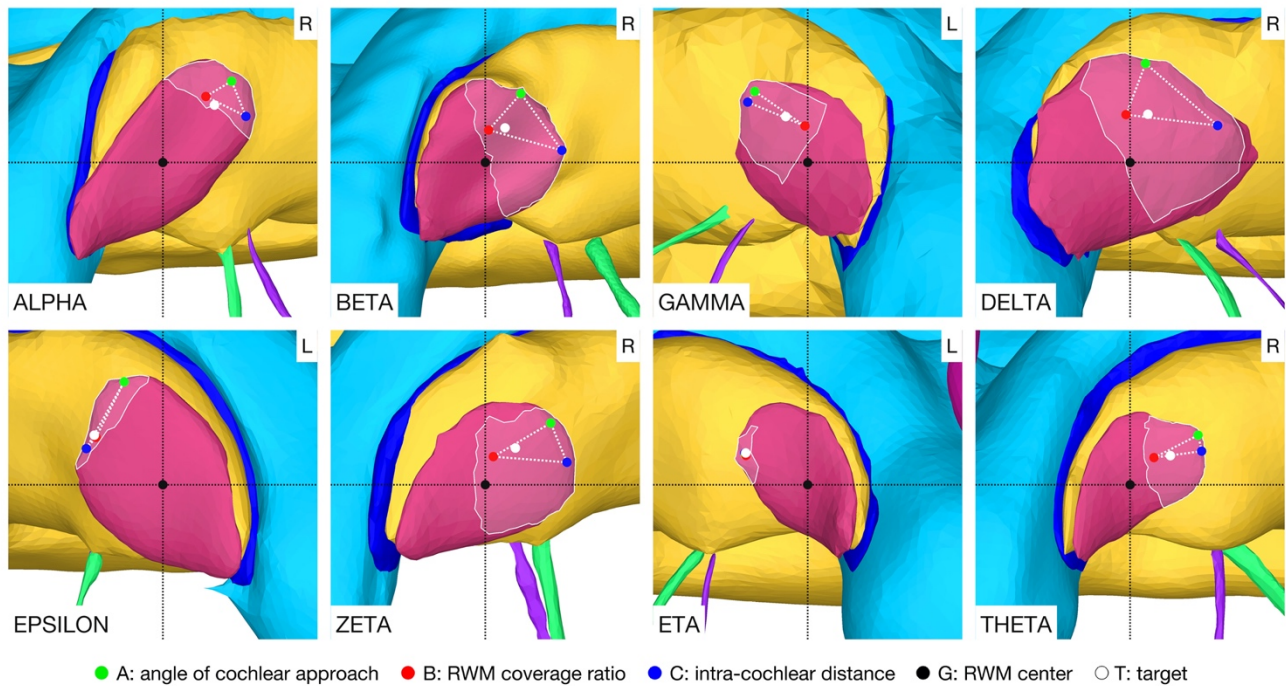 R
R
L
R
ALPHA
BETA
GAMMA
DELTA
L
R
L
R
EPSILON
ZETA
ETA
THETA
A: angle of cochlear approach B: RWM coverage ratio C: intra-cochlear distance G: RWM center T: target